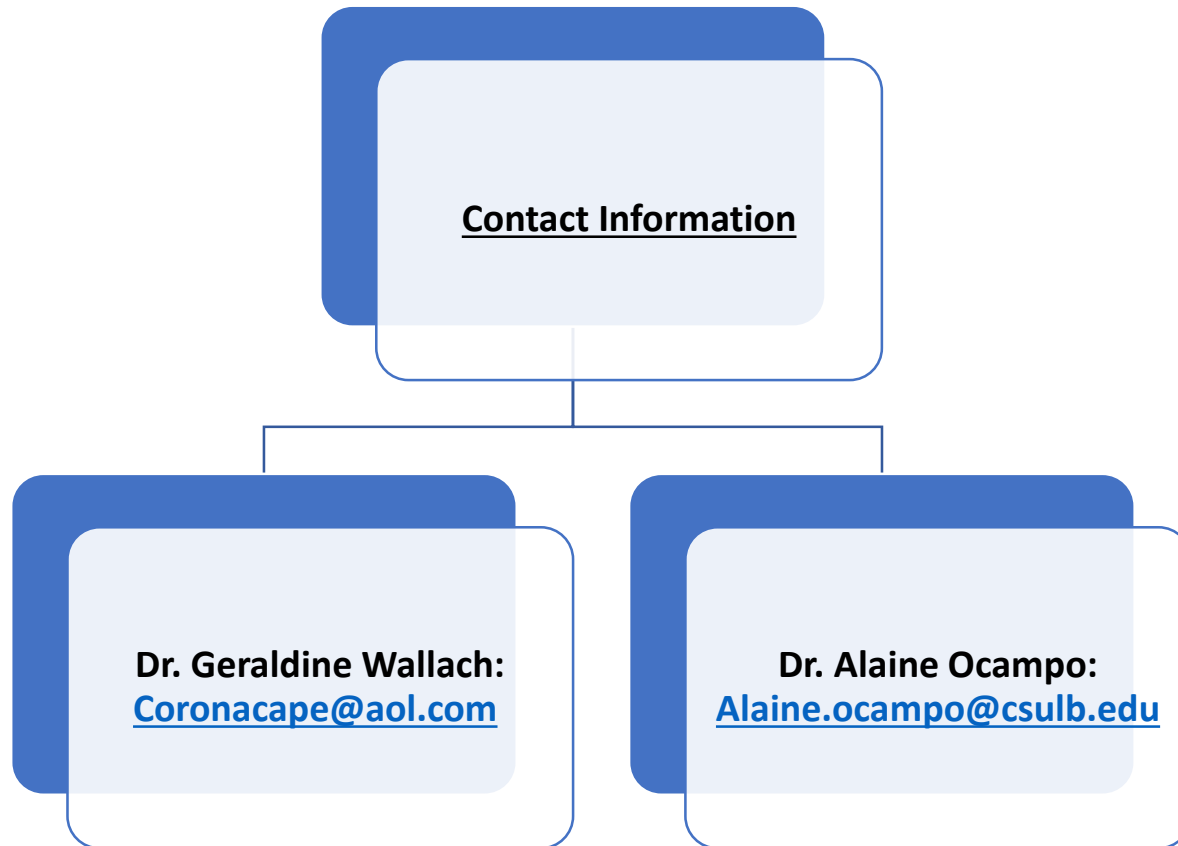 Contact Information
Dr. Geraldine Wallach:
Coronacape@aol.com
Dr. Alaine Ocampo:
Alaine.ocampo@csulb.edu